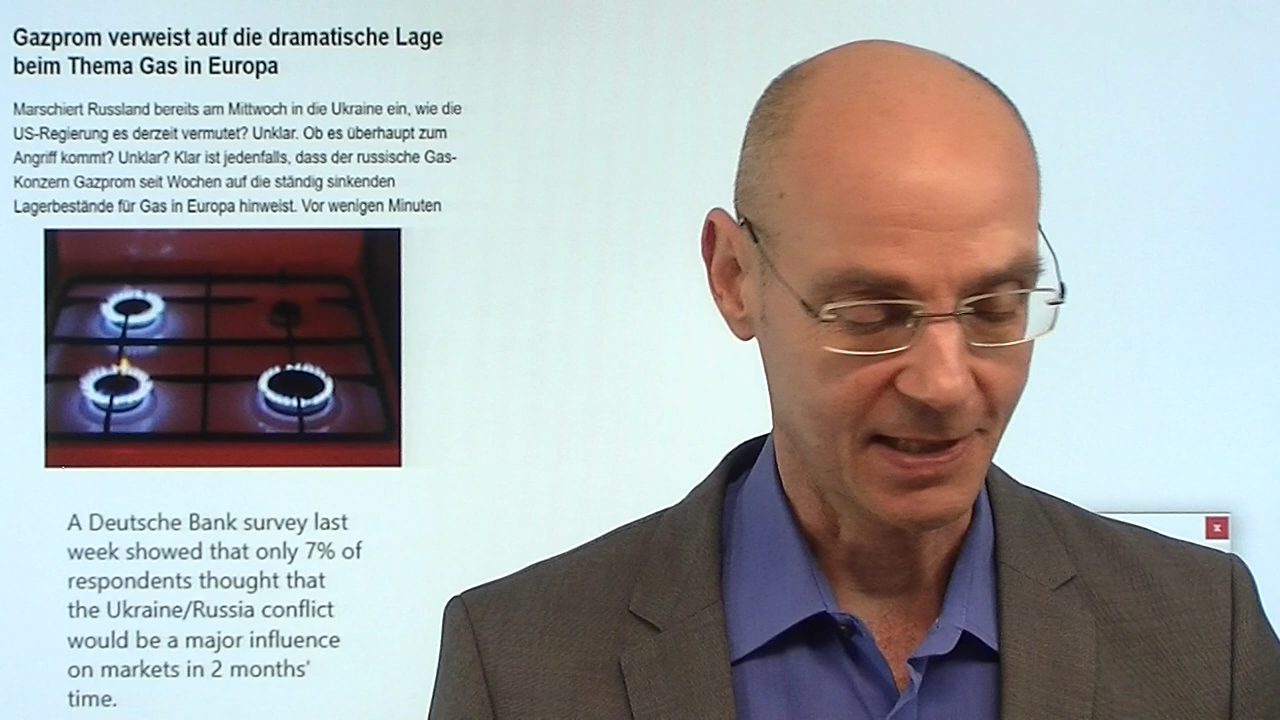 Gazprom verweist auf die dramatische Lage
beim Thema Gas in Europa
Marschiert Russland bereits am Mittwoch in die Ukraine ein, wie die
US-Regierung es derzeit vermutet? Unklar. Ob es überhaupt zum
Angriff kommt? Unklar? Klar ist jedenfalls, dass der russische Gas-
Konzern Gazprom seit Wochen auf die ständig sinkenden
Lagerbestände für Gas in Europa hinweist. Vor wenigen Minuten
A Deutsche Bank survey last
week showed that only 7% of
respondents thought that
the Ukraine/Russia conflict
would be a major influence
on markets in 2 months'
time.